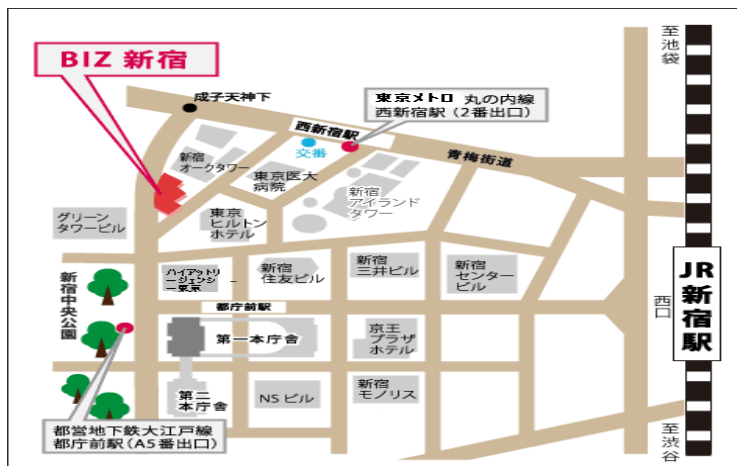 BIZ 新宿
成子天神下
東京メトロ 丸の内線
西新宿駅（2番出口）
至池袋
西新宿駅
交番
青梅街道
新宿
オークタワー
東京医大
病院
新宿
アイランド
タワー
グリーン
タワービル
東京
ヒルトン
ホテル
ハイアットリ
ージェンシ
ー東京
新宿
住友ビル
新宿
三井ビル
新宿
センター
ビル
JR新宿駅
西口
新宿中央公園
都庁前駅
第一本庁舎
京王
プラザ
ホテル
第二
本庁舎
NSビル
新宿
モノリス
都営地下鉄大江戸線
都庁前駅（A5番出口）
至渋谷